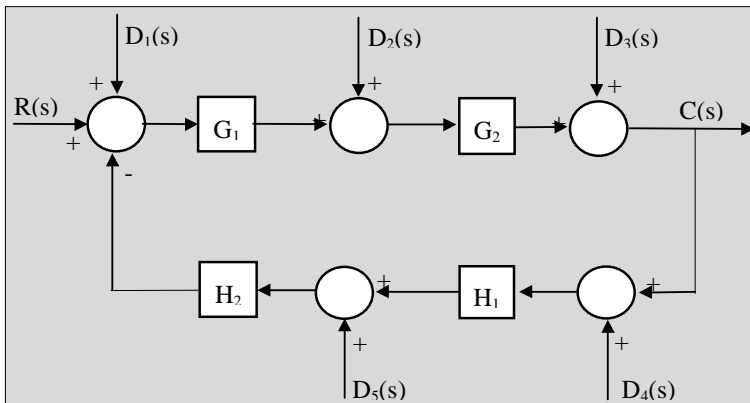 D₁(s) D₂(s) D₃(s)
+ + +
R(s) C(s)
G₁ + G₂ +
+
-
H₂ + H₁ +
+ +
D₅(s) D₄(s)